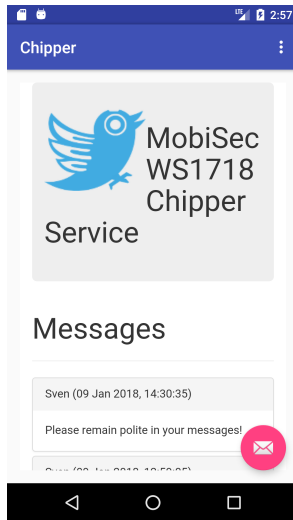 LTE 2:57
Chipper
MobiSec
WS1718
Chipper
Service
Messages
Sven (09 Jan 2018, 14:30:35)
Please remain polite in your messages!